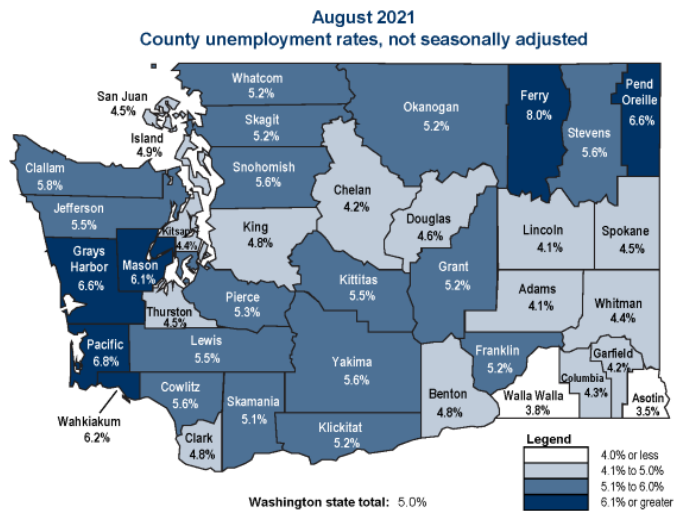 August 2021
County unemployment rates, not seasonally adjusted
Whatcom
5.2%
San Juan
4.5%
Skagit
5.2%
Island
4.9%
Okanogan
5.2%
Ferry
8.0%
Stevens
5.6%
Pend
Oreille
6.6%
Clallam
5.8%
Snohomish
5.6%
Chelan
4.2%
Jefferson
5.5%
Kitsap
4.4%
King
4.8%
Douglas
4.6%
Lincoln
4.1%
Spokane
4.5%
Grays
Harbor
6.6%
Mason
6.1%
Kittitas
5.5%
Grant
5.2%
Adams
4.1%
Whitman
4.4%
Thurston
4.5%
Pierce
5.3%
Pacific
6.8%
Lewis
5.5%
Yakima
5.6%
Franklin
5.2%
Garfield
4.2%
Columbia
4.3%
Benton
4.8%
Walla Walla
3.8%
Asotin
3.5%
Wahkiakum
6.2%
Cowlitz
5.6%
Skamania
5.1%
Klickitat
5.2%
Clark
4.8%
Legend
4.0% or less
4.1% to 5.0%
5.1% to 6.0%
6.1% or greater
Washington state total: 5.0%